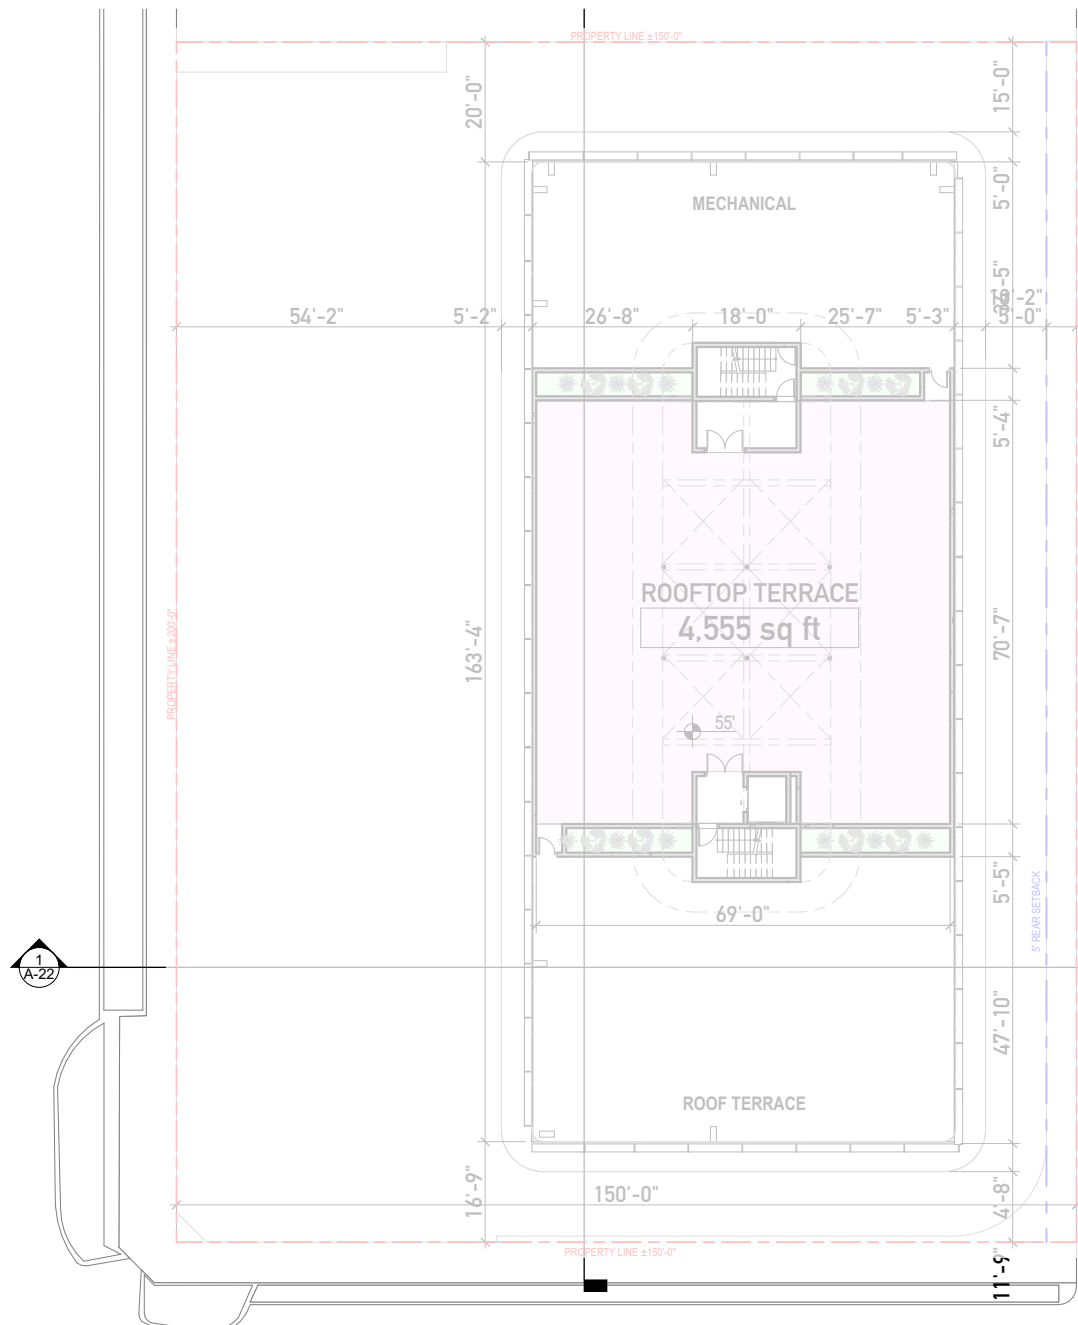 PROPERTY LINE ±150'-0"
20'-0"
15'-0"
MECHANICAL
5'-0"
54'-2"
5'-2"
26'-8"
18'-0"
25'-7"
5'-3"
10'-2"
5'-0"
5'-4"
ROOFTOP TERRACE
4,555 sq ft
PROPERTY LINE ±200'-0"
163'-4"
70'-7"
55'
5'-5"
69'-0"
5' REAR SETBACK
1
A-22
47'-10"
ROOF TERRACE
16'-9"
150'-0"
4'-8"
PROPERTY LINE ±150'-0"
11'-9"